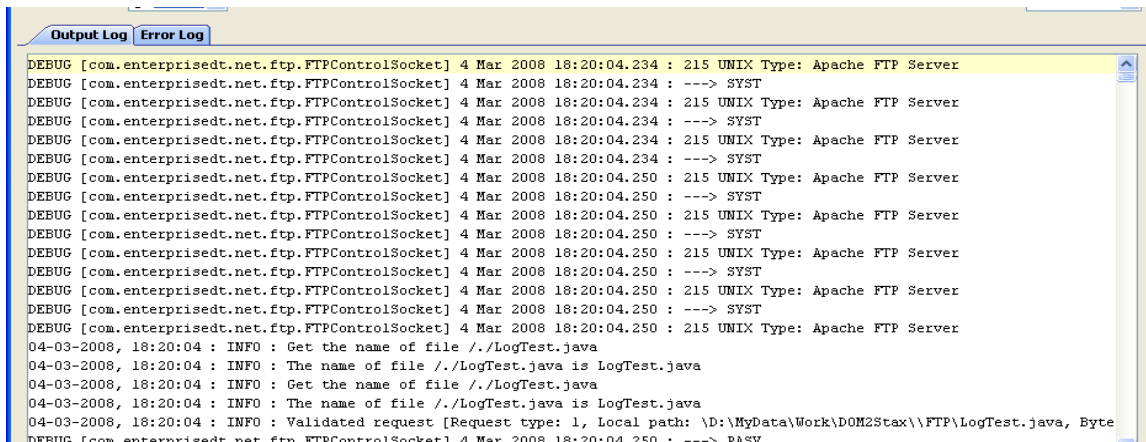 Output Log Error Log
DEBUG [com.enterprisedt.net.ftp.FTPControlSocket] 4 Mar 2008 18:20:04.234 : 215 UNIX Type: Apache FTP Server
DEBUG [com.enterprisedt.net.ftp.FTPControlSocket] 4 Mar 2008 18:20:04.234 : ---> SYST
DEBUG [com.enterprisedt.net.ftp.FTPControlSocket] 4 Mar 2008 18:20:04.234 : 215 UNIX Type: Apache FTP Server
DEBUG [com.enterprisedt.net.ftp.FTPControlSocket] 4 Mar 2008 18:20:04.234 : ---> SYST
DEBUG [com.enterprisedt.net.ftp.FTPControlSocket] 4 Mar 2008 18:20:04.234 : 215 UNIX Type: Apache FTP Server
DEBUG [com.enterprisedt.net.ftp.FTPControlSocket] 4 Mar 2008 18:20:04.234 : ---> SYST
DEBUG [com.enterprisedt.net.ftp.FTPControlSocket] 4 Mar 2008 18:20:04.250 : 215 UNIX Type: Apache FTP Server
DEBUG [com.enterprisedt.net.ftp.FTPControlSocket] 4 Mar 2008 18:20:04.250 : ---> SYST
DEBUG [com.enterprisedt.net.ftp.FTPControlSocket] 4 Mar 2008 18:20:04.250 : 215 UNIX Type: Apache FTP Server
DEBUG [com.enterprisedt.net.ftp.FTPControlSocket] 4 Mar 2008 18:20:04.250 : ---> SYST
DEBUG [com.enterprisedt.net.ftp.FTPControlSocket] 4 Mar 2008 18:20:04.250 : 215 UNIX Type: Apache FTP Server
DEBUG [com.enterprisedt.net.ftp.FTPControlSocket] 4 Mar 2008 18:20:04.250 : ---> SYST
DEBUG [com.enterprisedt.net.ftp.FTPControlSocket] 4 Mar 2008 18:20:04.250 : 215 UNIX Type: Apache FTP Server
DEBUG [com.enterprisedt.net.ftp.FTPControlSocket] 4 Mar 2008 18:20:04.250 : ---> SYST
DEBUG [com.enterprisedt.net.ftp.FTPControlSocket] 4 Mar 2008 18:20:04.250 : 215 UNIX Type: Apache FTP Server
04-03-2008, 18:20:04 : INFO : Get the name of file /./LogTest.java
04-03-2008, 18:20:04 : INFO : The name of file /./LogTest.java is LogTest.java
04-03-2008, 18:20:04 : INFO : Get the name of file /./LogTest.java
04-03-2008, 18:20:04 : INFO : The name of file /./LogTest.java is LogTest.java
04-03-2008, 18:20:04 : INFO : Validated request [Request type: 1, Local path: \D:\MyData\Work\DOM2Stax\\FTP\LogTest.java, Byte
DEBUG [com.enterprisedt.net.ftp.FTPControlSocket] 4 Mar 2008 18:20:04.250 : ---> PASV